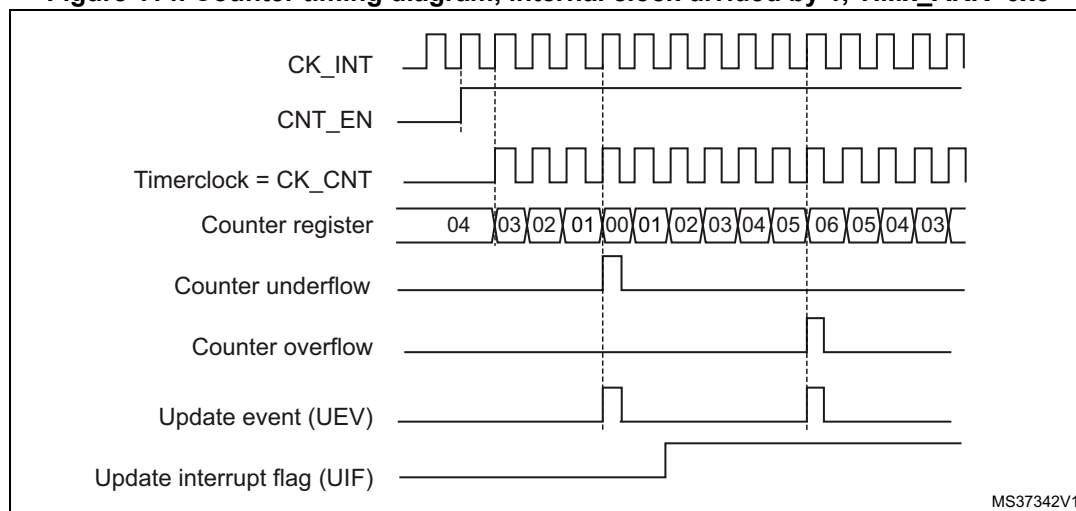 CK_INT
CNT_EN
Timerclock = CK_CNT
Counter register 04 03 02 01 00 01 02 03 04 05 06 05 04 03
Counter underflow
Counter overflow
Update event (UEV)
Update interrupt flag (UIF)
MS37342V1